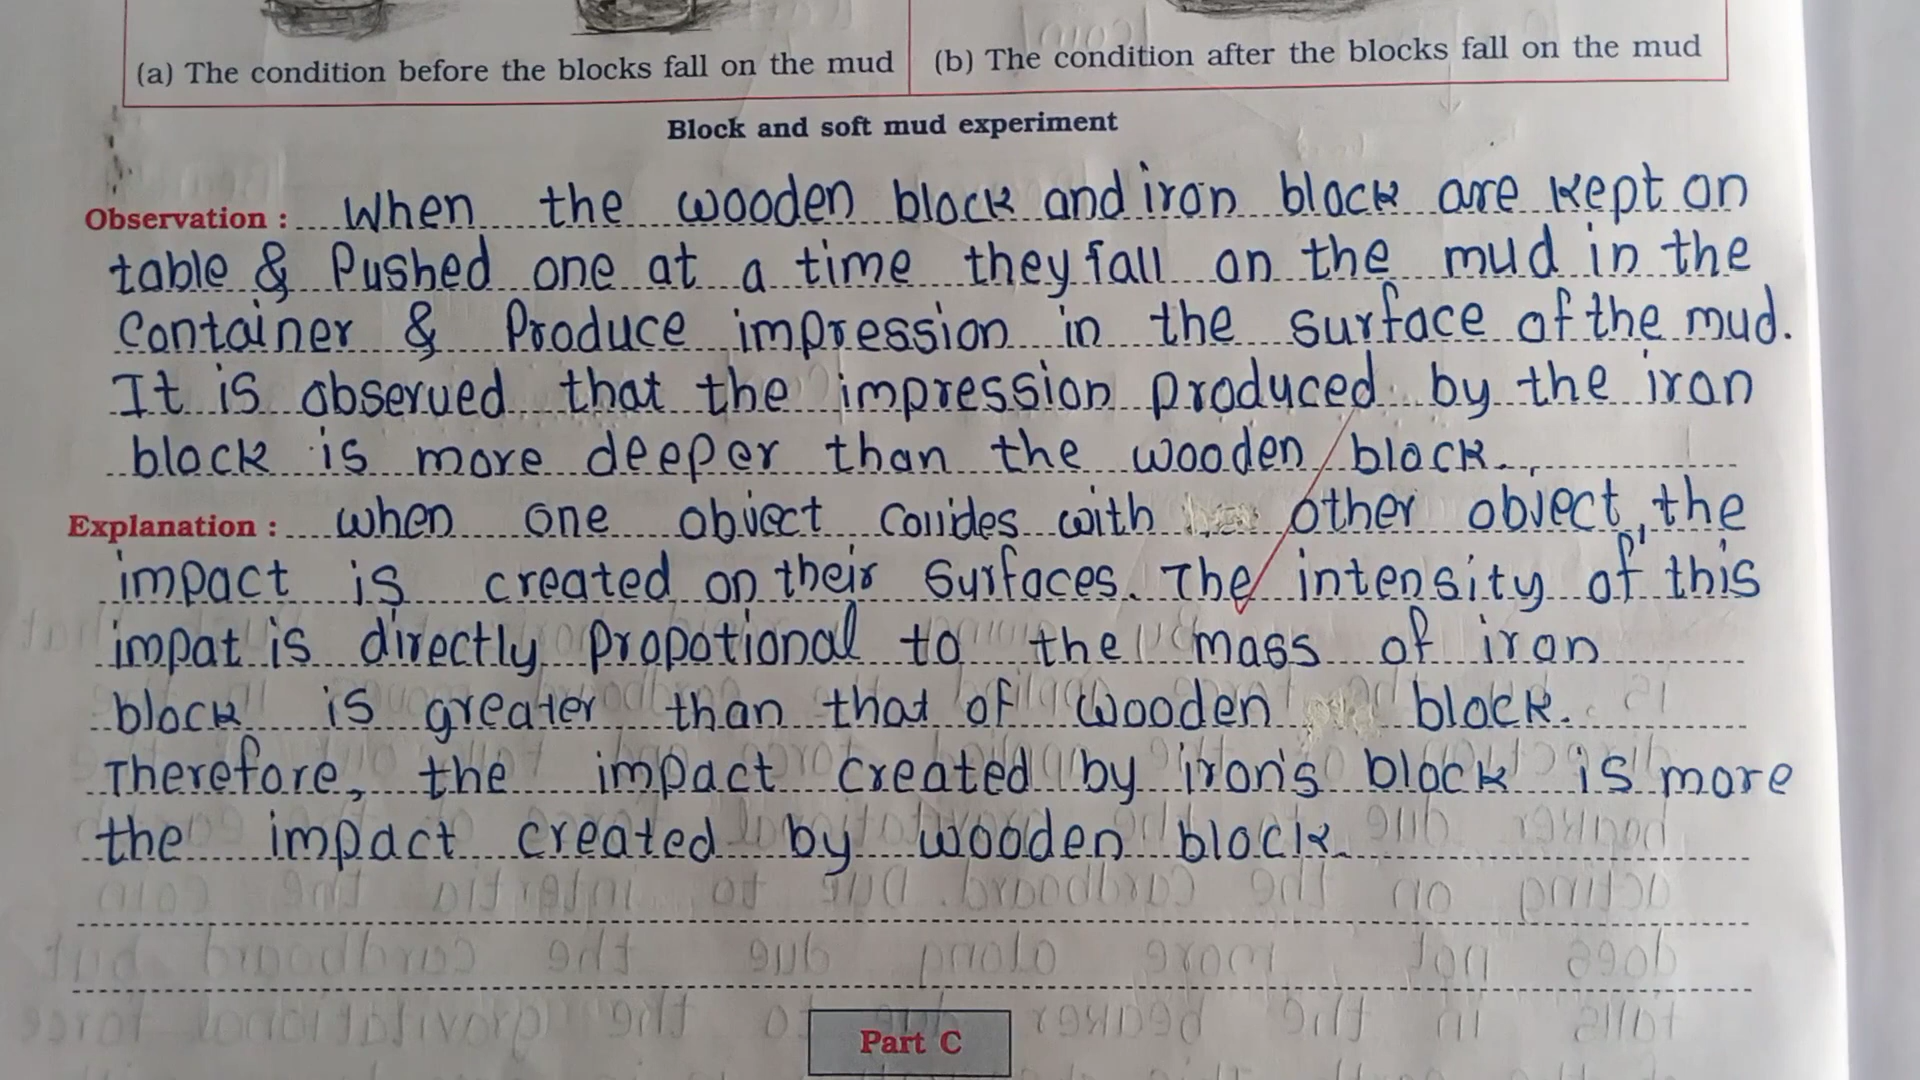 (a) The condition before the blocks fall on the mud
(b) The condition after the blocks fall on the mud
Block and soft mud experiment
Observation : When the wooden block and iron block are kept on
table & Pushed one at a time they fall on the mud in the
Container & Produce impression in the surface of the mud.
It is observed that the impression produced by the iron
block is more deeper than the wooden block.
Explanation : when one object collides with other object, the
impact is created on their surfaces. The intensity of this
impat is directly propotional to the mass of iron
block is greater than that of wooden block.
Therefore, the impact created by iron's block is more
the impact created by wooden block.
Part C